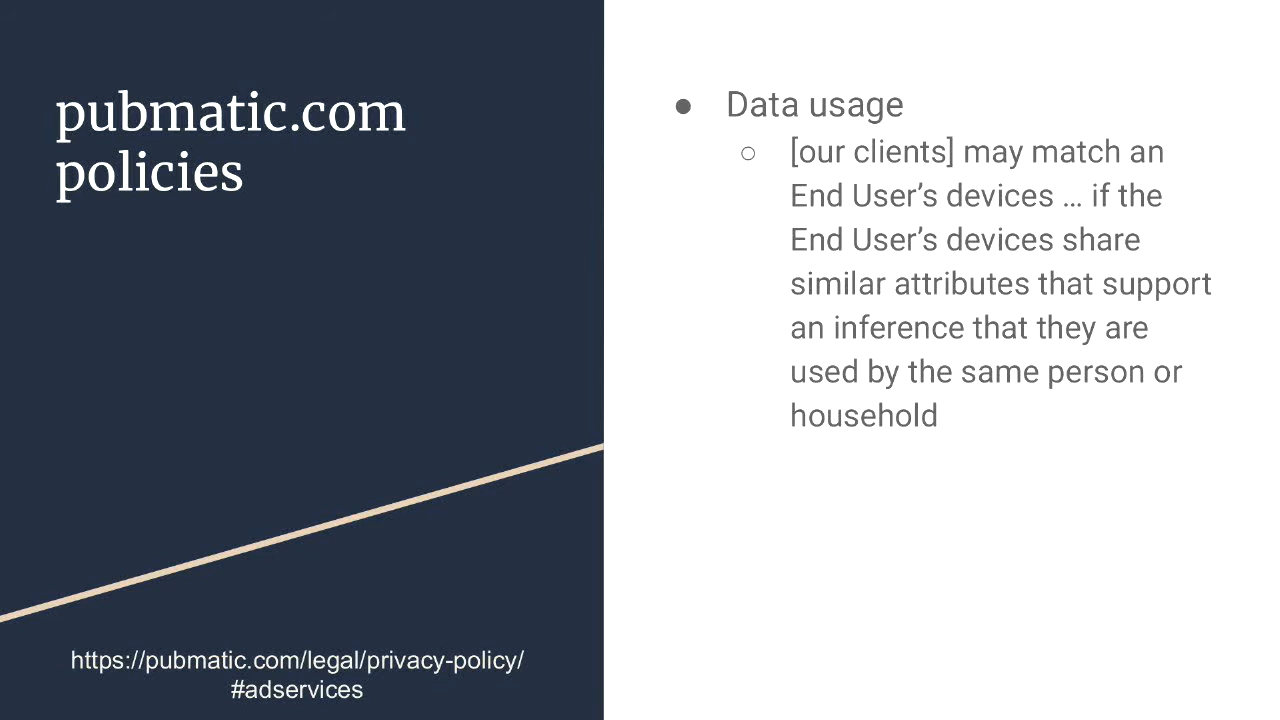 pubmatic.com
policies
● Data usage
○ [our clients] may match an
End User’s devices … if the
End User’s devices share
similar attributes that support
an inference that they are
used by the same person or
household
https://pubmatic.com/legal/privacy-policy/
#adservices